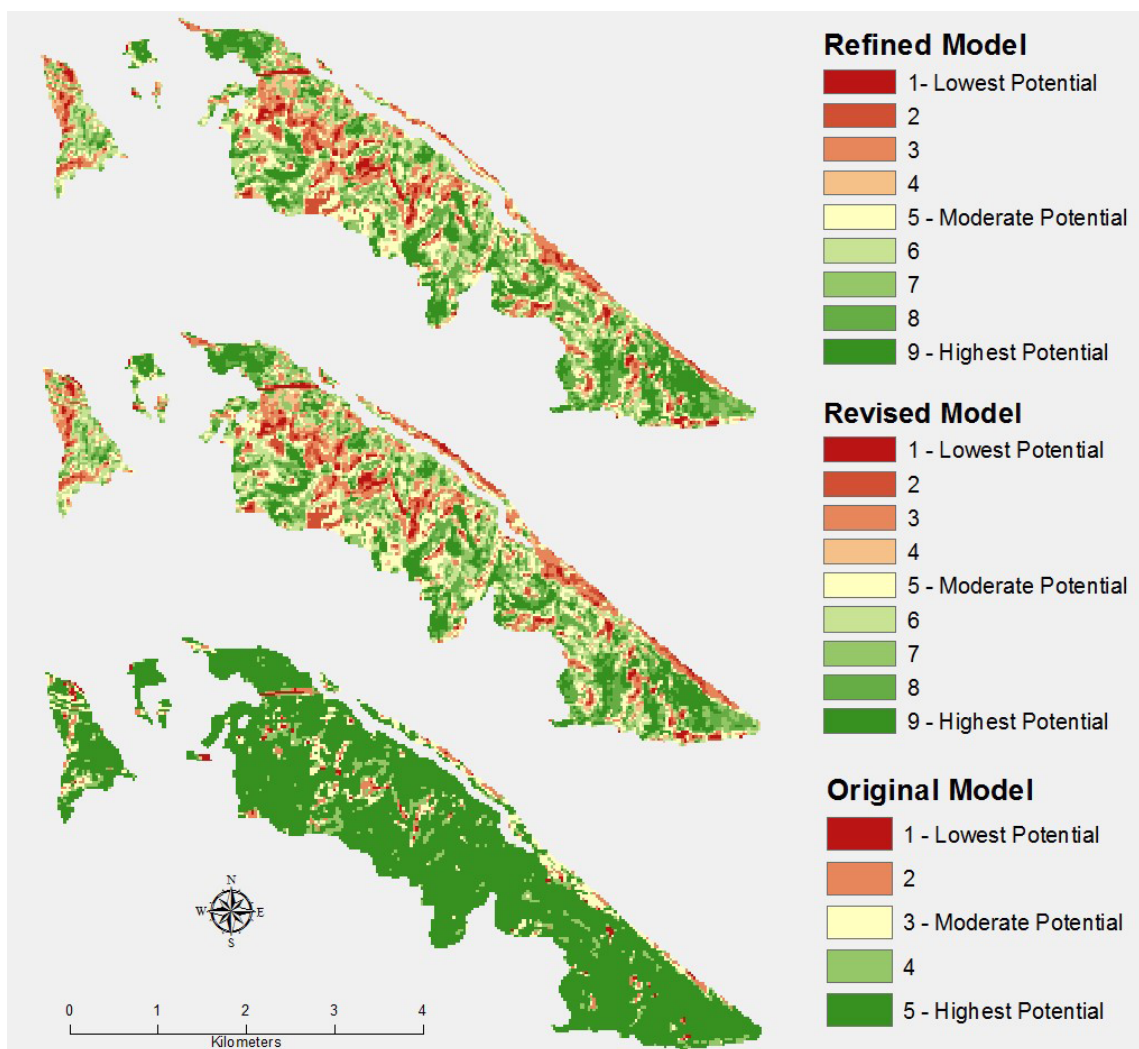 Refined Model
1- Lowest Potential
2
3
4
5 - Moderate Potential
6
7
8
9 - Highest Potential
Revised Model
1 - Lowest Potential
2
3
4
5 - Moderate Potential
6
7
8
9 - Highest Potential
Original Model
1 - Lowest Potential
2
3 - Moderate Potential
4
5 - Highest Potential
N
W E
S
0 1 2 3 4
Kilometers